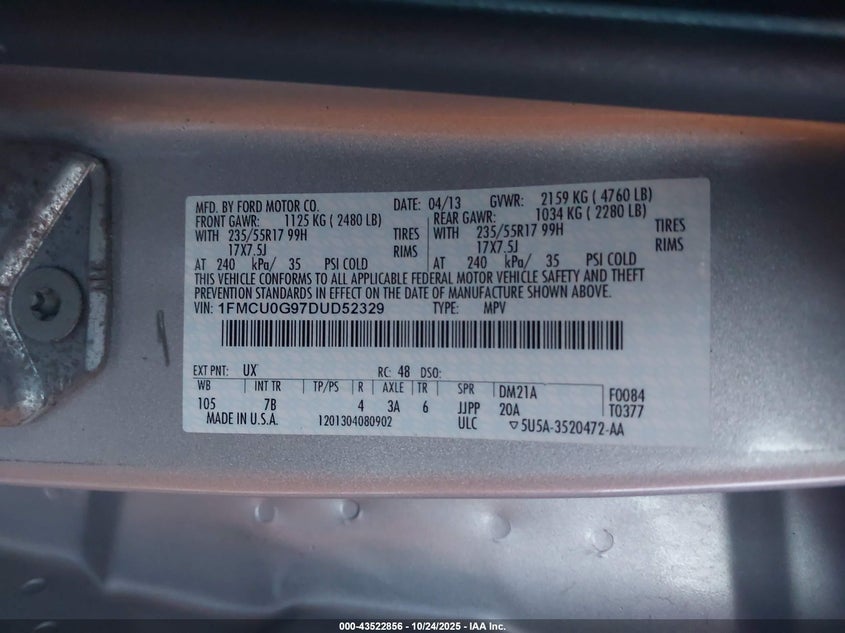 MFD. BY FORD MOTOR CO. DATE: 04/13 GVWR: 2159 KG ( 4760 LB)
FRONT GAWR: 1125 KG ( 2480 LB) REAR GAWR: 1034 KG ( 2280 LB)
WITH 235/55R17 99H TIRES WITH 235/55R17 99H TIRES
17X7.5J RIMS 17X7.5J RIMS
AT 240 kPa/ 35 PSI COLD AT 240 kPa/ 35 PSI COLD
THIS VEHICLE CONFORMS TO ALL APPLICABLE FEDERAL MOTOR VEHICLE SAFETY AND THEFT
PREVENTION STANDARDS IN EFFECT ON THE DATE OF MANUFACTURE SHOWN ABOVE.
VIN: 1FMCU0G97DUD52329 TYPE: MPV
EXT PNT: UX RC: 48 DSO:
WB INT TR TP/PS R AXLE TR SPR DM21A F0084
105 7B 4 3A 6 JJPP 20A T0377
MADE IN U.S.A. 1201304080902 ULC ▽5U5A-3520472-AA
000-43522856 - 10/24/2025 - IAA Inc.